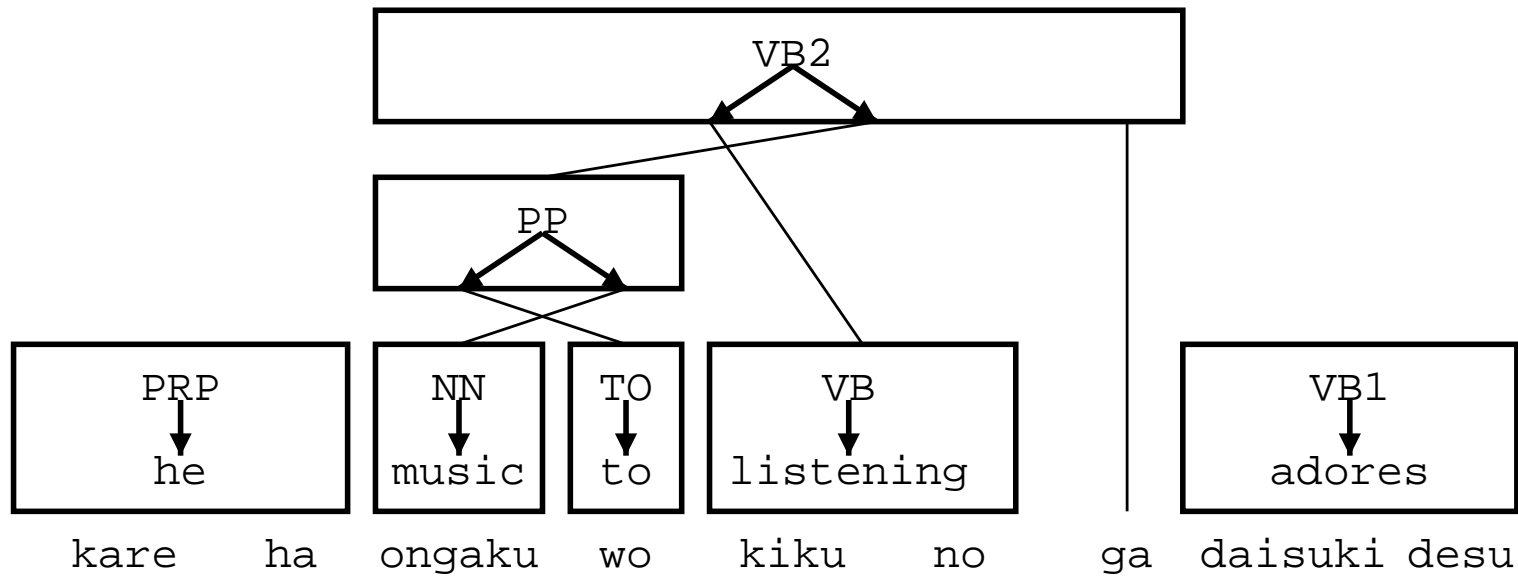 VB2
PP
PRP NN TO VB VB1
he music to listening adores
kare ha ongaku wo kiku no ga daisuki desu